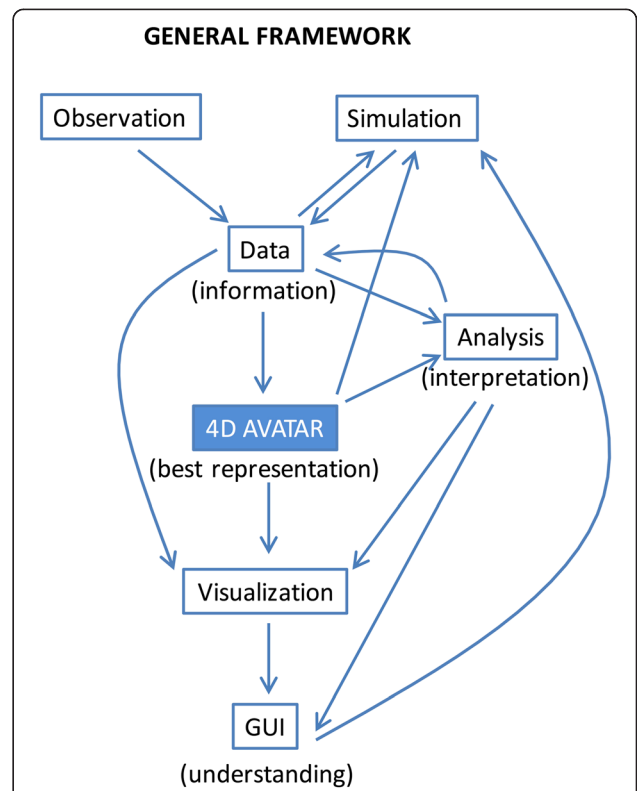 GENERAL FRAMEWORK
Observation
Simulation
Data
(information)
Analysis
(interpretation)
4D AVATAR
(best representation)
Visualization
GUI
(understanding)